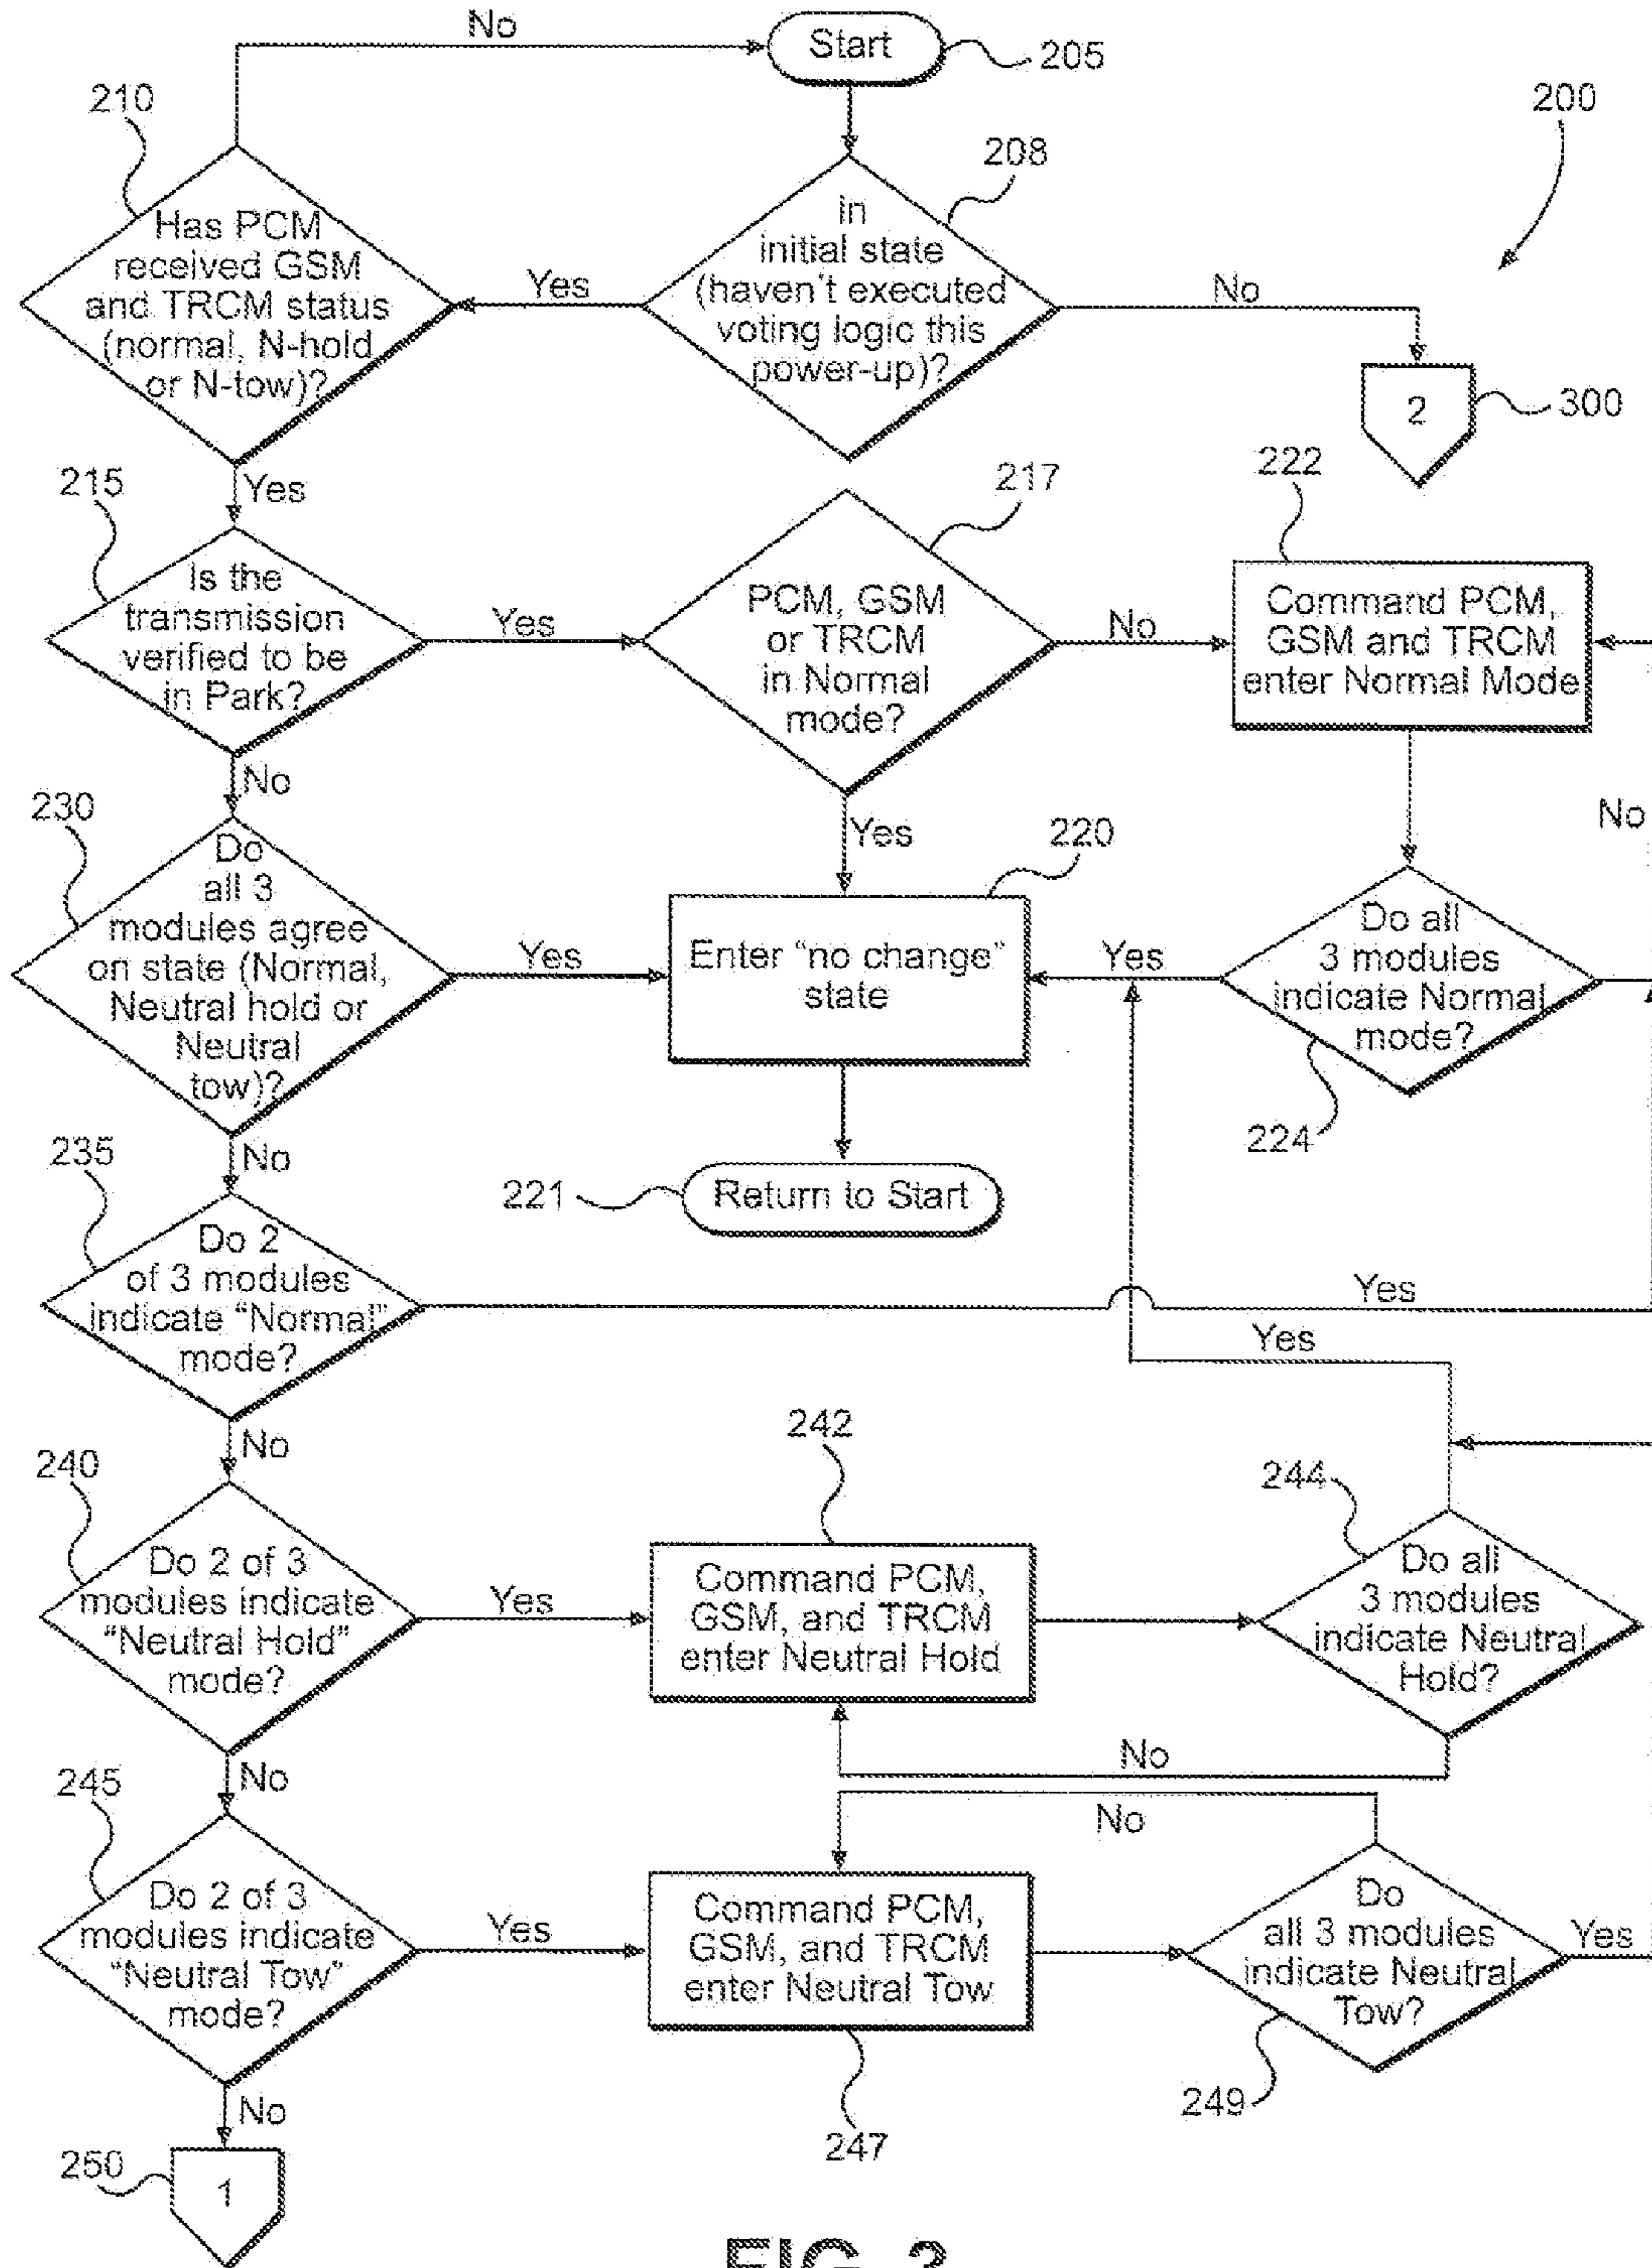 No
Start
205
210
200
208
Has PCM
received GSM
and TRCM status
(normal, N-hold
or N-tow)?
In
initial state
(haven't executed
voting logic this
power-up)?
Yes
No
2
300
Yes
215
217
222
Is the
transmission
verified to be
in Park?
Yes
PCM, GSM
or TRCM
in Normal
mode?
No
Command PCM,
GSM and TRCM
enter Normal Mode
No
230
Yes
220
No
Do
all 3
modules agree
on state (Normal,
Neutral hold or
Neutral
tow)?
Yes
Enter “no change”
state
Yes
Do all
3 modules
indicate Normal
mode?
224
No
235
221
Return to Start
Do 2
of 3 modules
indicate “Normal”
mode?
Yes
Yes
No
240
242
244
Do 2 of 3
modules indicate
“Neutral Hold”
mode?
Yes
Command PCM,
GSM, and TRCM
enter Neutral Hold
Do all
3 modules
indicate Neutral
Hold?
No
No
245
No
Do 2 of 3
modules indicate
“Neutral Tow”
mode?
Yes
Command PCM,
GSM, and TRCM
enter Neutral Tow
Do
all 3 modules
indicate Neutral
Tow?
Yes
249
247
No
250
1